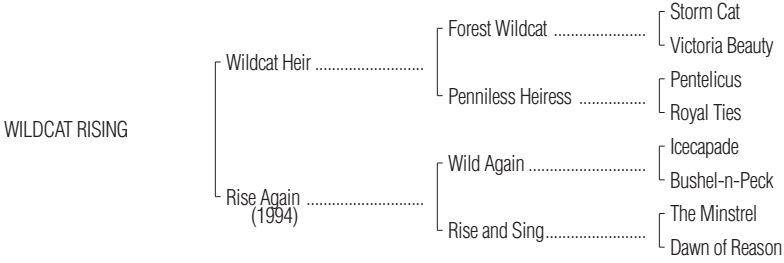 Storm Cat
Forest Wildcat ......................
Victoria Beauty
Wildcat Heir ..........................
Pentelicus
Penniless Heiress ................
Royal Ties
WILDCAT RISING
Icecapade
Wild Again ............................
Bushel-n-Peck
Rise Again ............................
(1994)
The Minstrel
Rise and Sing........................
Dawn of Reason